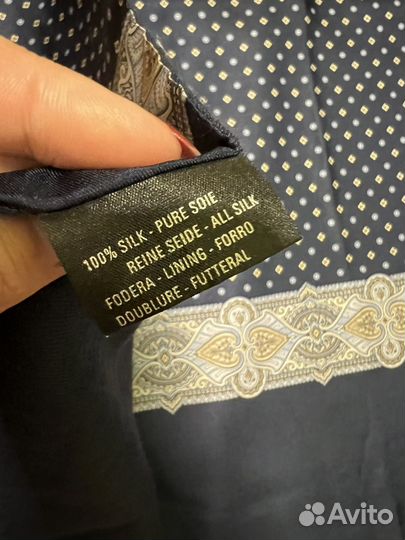 100% SILK - PURE SOIE
REINE SEIDE - ALL SILK
FODERA - LINING - FORRO
DOUBLURE - FUTTERAL
Avito